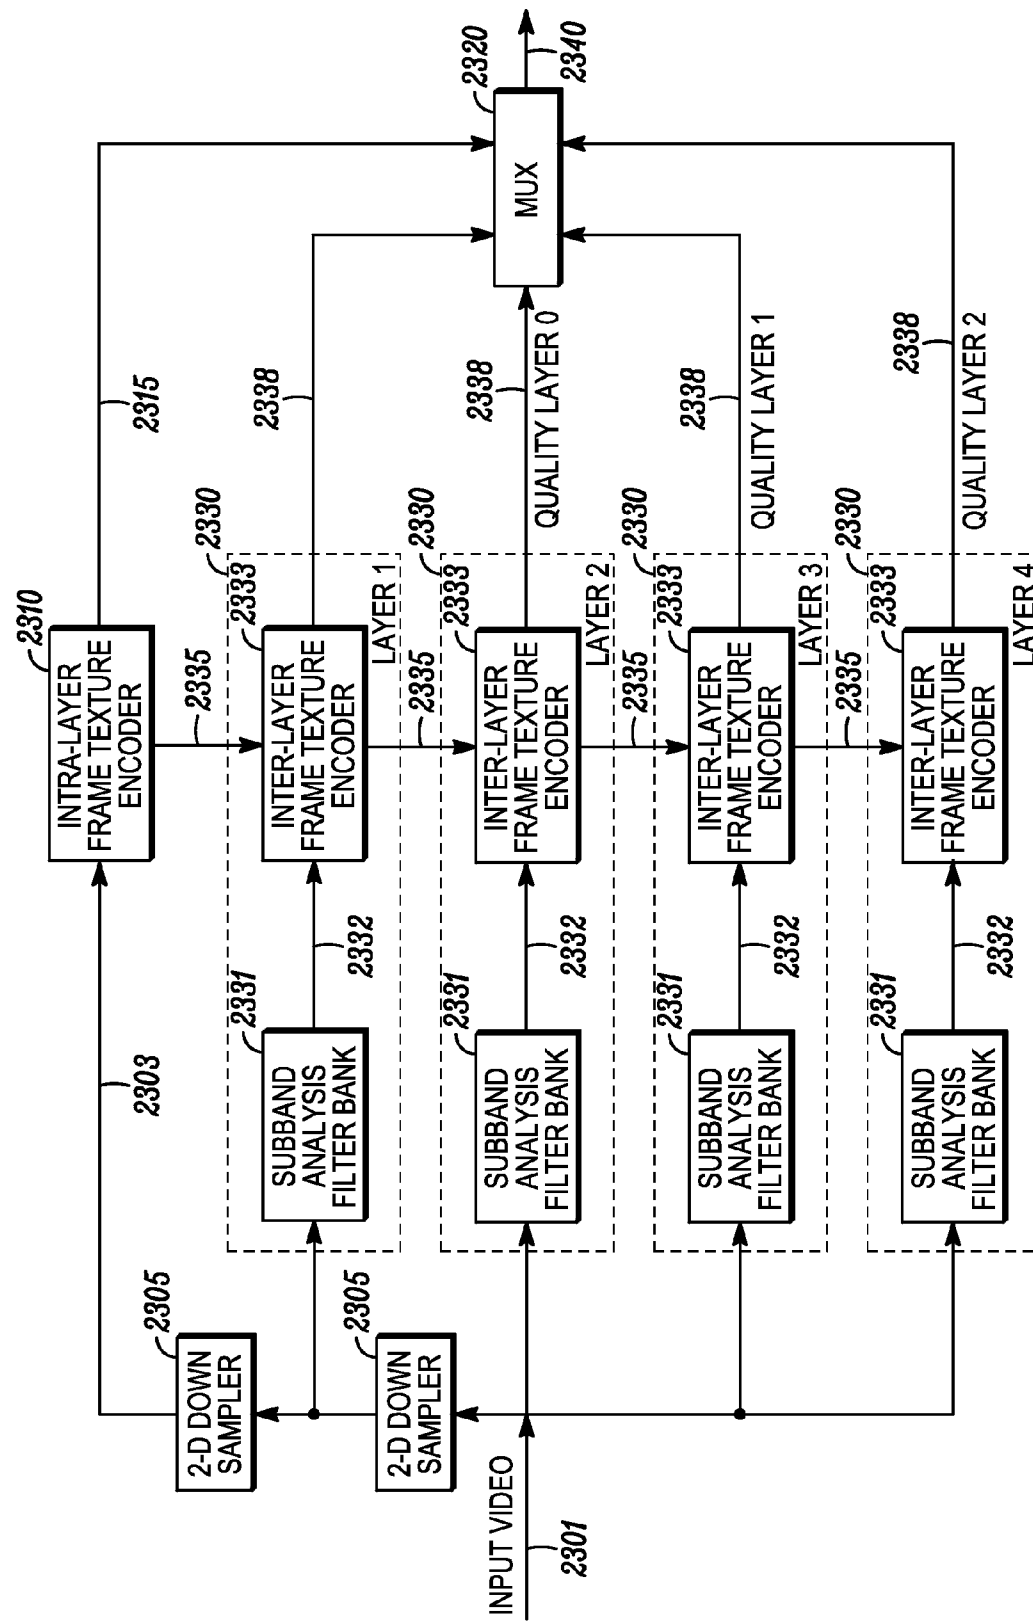 INPUT VIDEO
2301
2-D DOWN
SAMPLER
2305
2-D DOWN
SAMPLER
2305
2303
INTRA-LAYER
FRAME TEXTURE
ENCODER
2310
2315
2335
SUBBAND
ANALYSIS
FILTER BANK
2331
2332
INTER-LAYER
FRAME TEXTURE
ENCODER
2333
2330
LAYER 1
2338
2335
SUBBAND
ANALYSIS
FILTER BANK
2331
2332
INTER-LAYER
FRAME TEXTURE
ENCODER
2333
2330
LAYER 2
2338
QUALITY LAYER 0
2335
SUBBAND
ANALYSIS
FILTER BANK
2331
2332
INTER-LAYER
FRAME TEXTURE
ENCODER
2333
2330
LAYER 3
2338
QUALITY LAYER 1
2335
SUBBAND
ANALYSIS
FILTER BANK
2331
2332
INTER-LAYER
FRAME TEXTURE
ENCODER
2333
2330
LAYER 4
2338
QUALITY LAYER 2
MUX
2320
2340